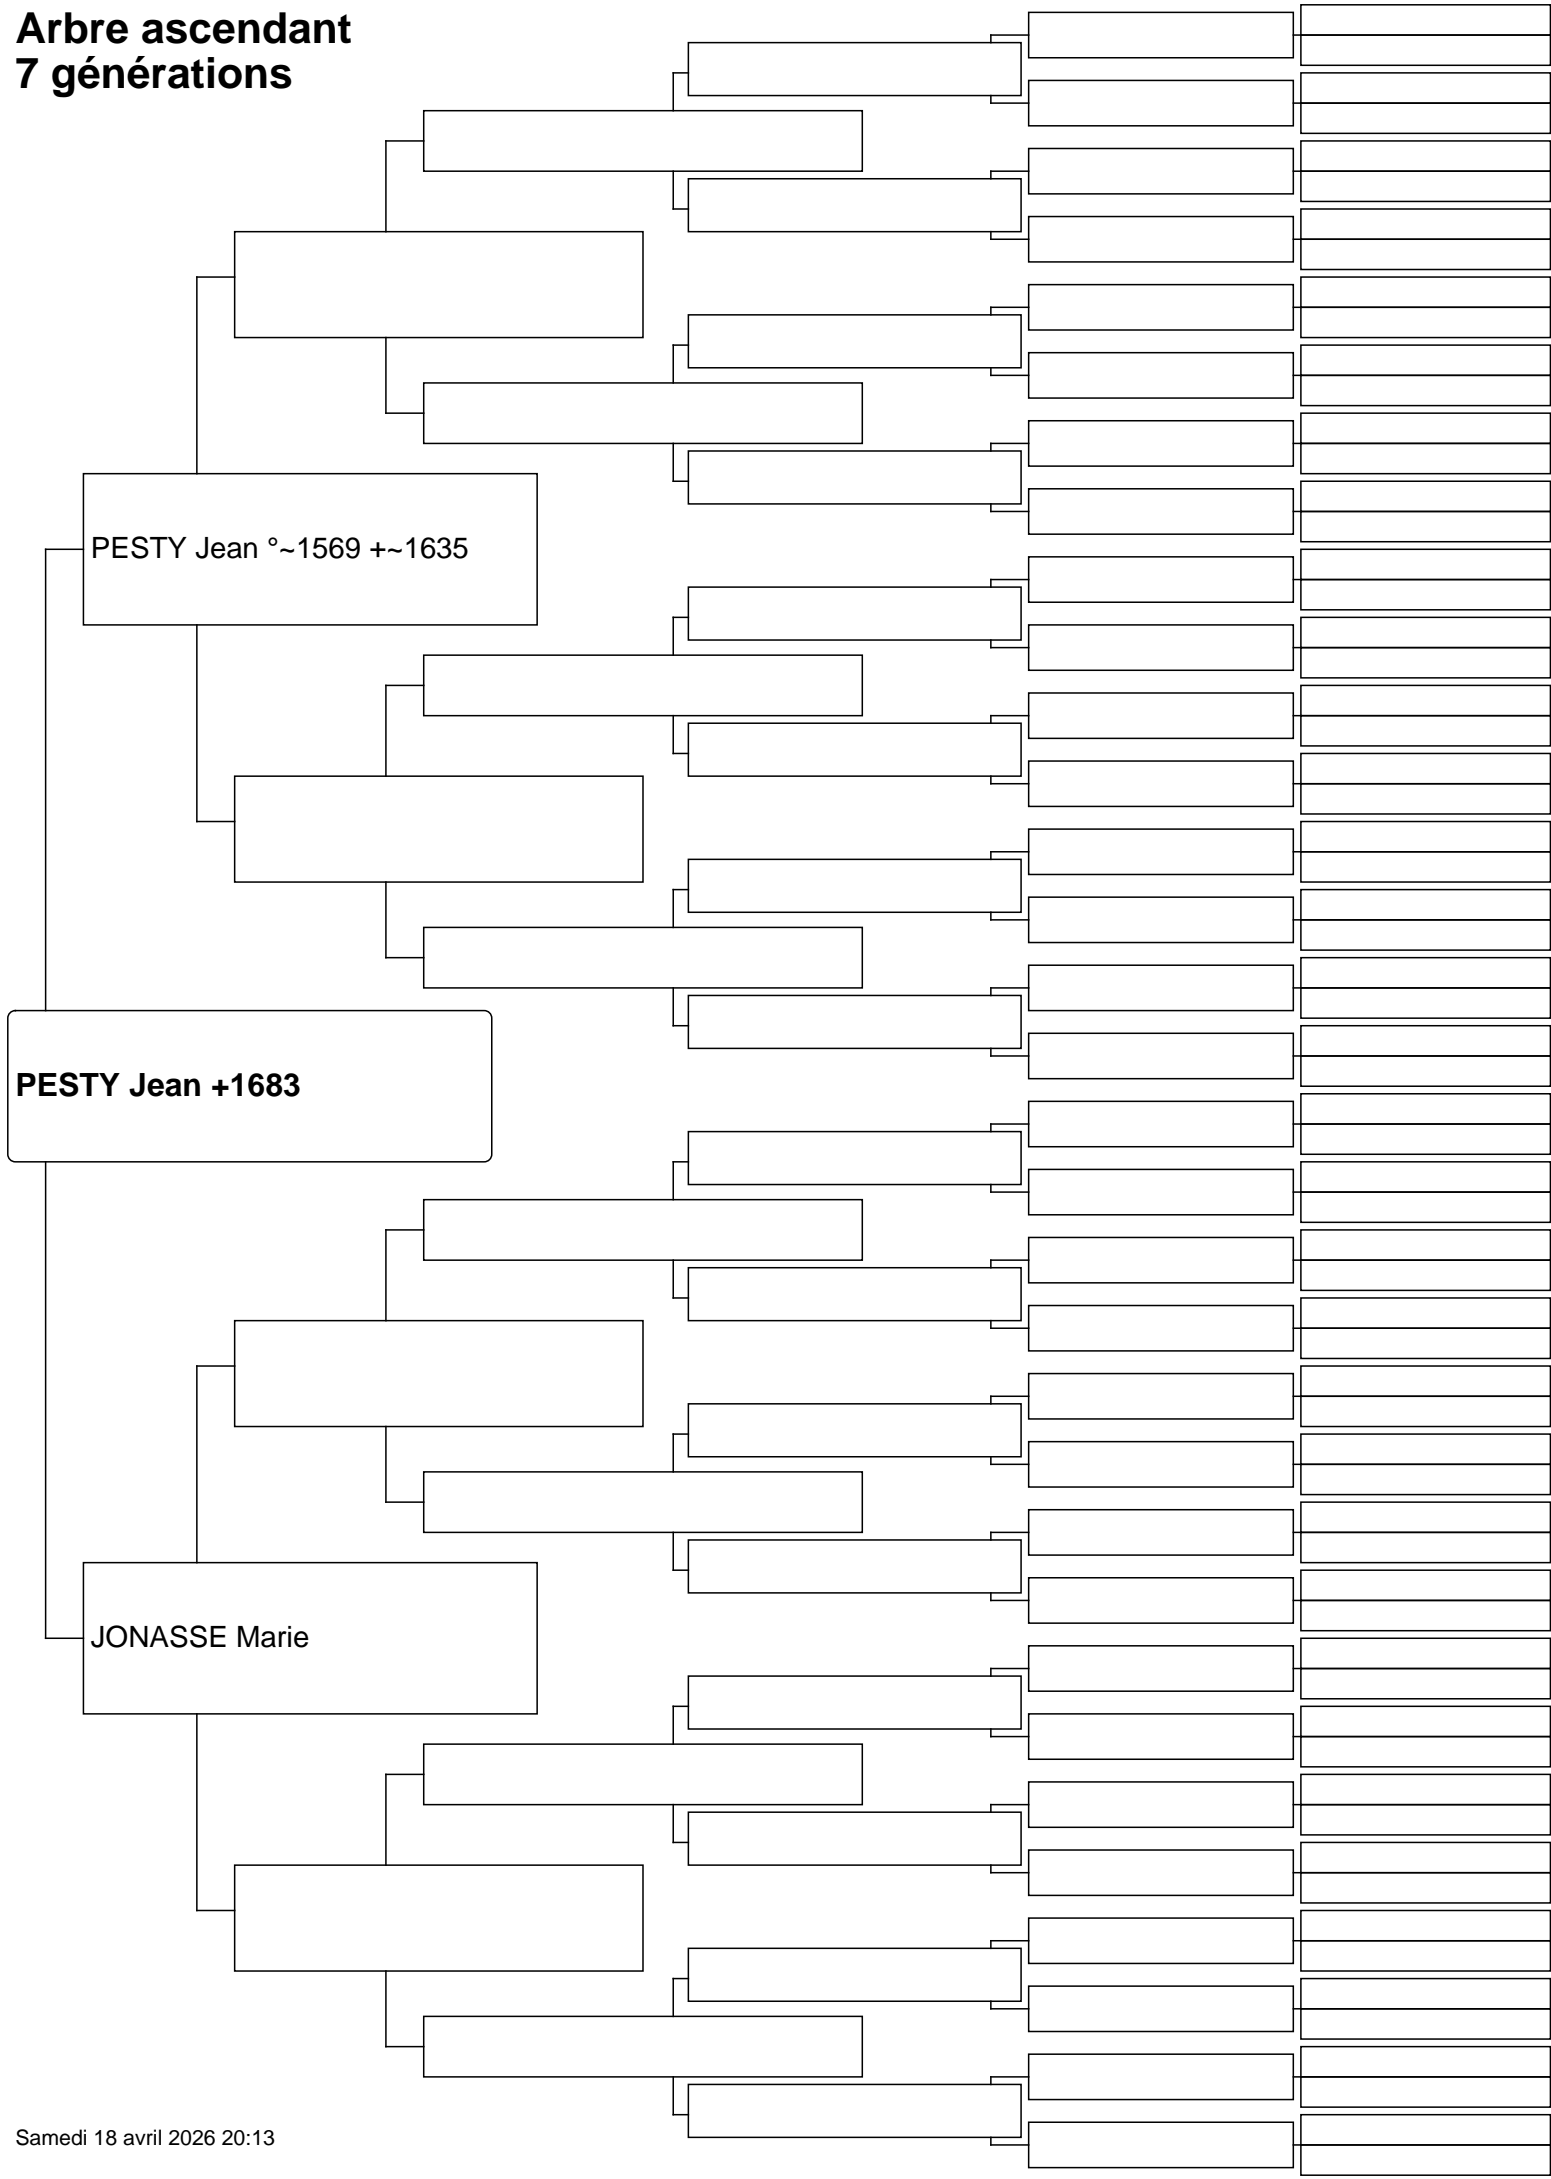 Arbre ascendant
7 générations
PESTY Jean °~1569 +~1635
PESTY Jean +1683
JONASSE Marie
Samedi 18 avril 2026 20:13